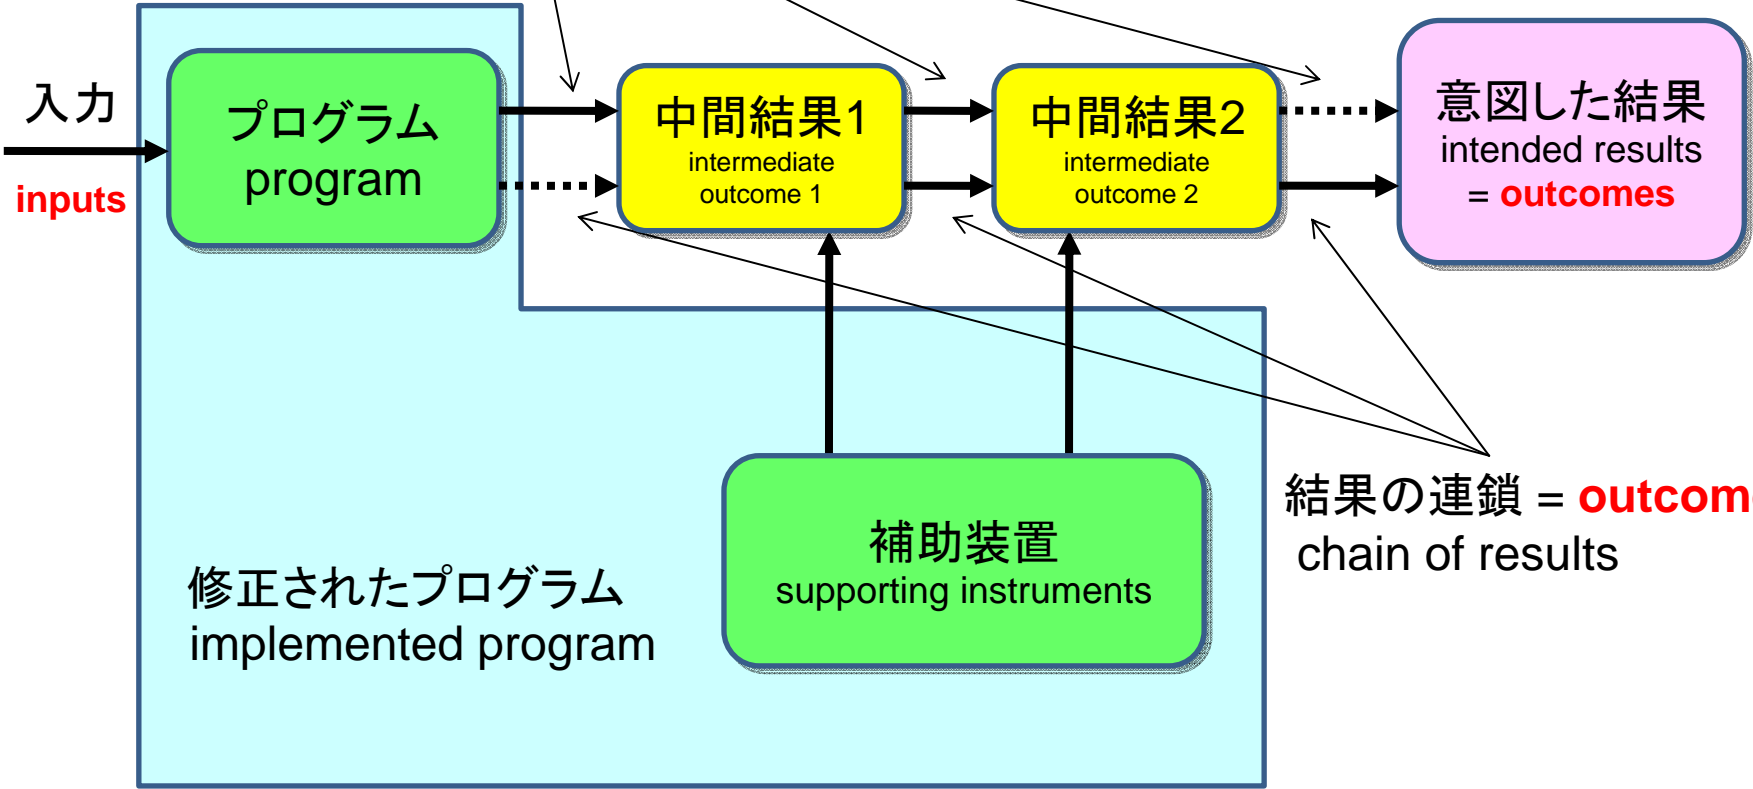 入力
inputs
プログラム
program
中間結果1
intermediate
outcome 1
中間結果2
intermediate
outcome 2
意図した結果
intended results
= outcomes
結果の連鎖 =
chain of results
補助装置
supporting instruments
修正されたプログラム
implemented program